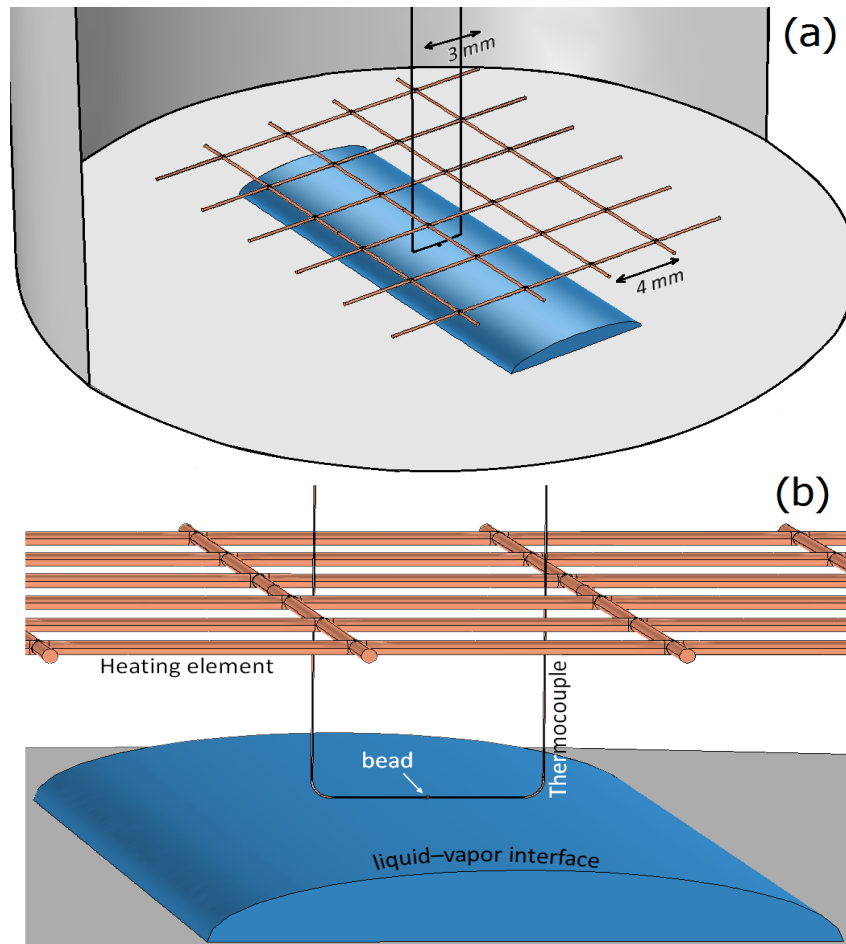 (a)
3 mm
4 mm
(b)
Heating element
Thermocouple
bead
liquid–vapor interface